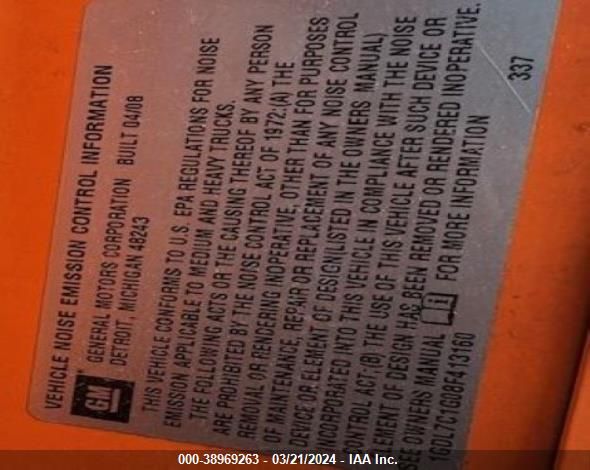 VEHICLE NOISE EMISSION CONTROL INFORMATION
GM
GENERAL MOTORS CORPORATION BUILT 04/08
DETROIT, MICHIGAN 48243
THIS VEHICLE CONFORMS TO U.S. EPA REGULATIONS FOR NOISE
EMISSION APPLICABLE TO MEDIUM AND HEAVY TRUCKS.
THE FOLLOWING ACTS OR THE CAUSING THEREOF BY ANY PERSON
ARE PROHIBITED BY THE NOISE CONTROL ACT OF 1972:(A) THE
REMOVAL OR RENDERING INOPERATIVE, OTHER THAN FOR PURPOSES
OF MAINTENANCE, REPAIR OR REPLACEMENT OF ANY NOISE CONTROL
DEVICE OR ELEMENT OF DESIGN(LISTED IN THE OWNERS MANUAL)
INCORPORATED INTO THIS VEHICLE IN COMPLIANCE WITH THE NOISE
CONTROL ACT; (B) THE USE OF THIS VEHICLE AFTER SUCH DEVICE OR
ELEMENT OF DESIGN HAS BEEN REMOVED OR RENDERED INOPERATIVE.
SEE OWNERS MANUAL FOR MORE INFORMATION
1GDL7C1G08F413160
337
000-38969263 - 03/21/2024 - IAA Inc.